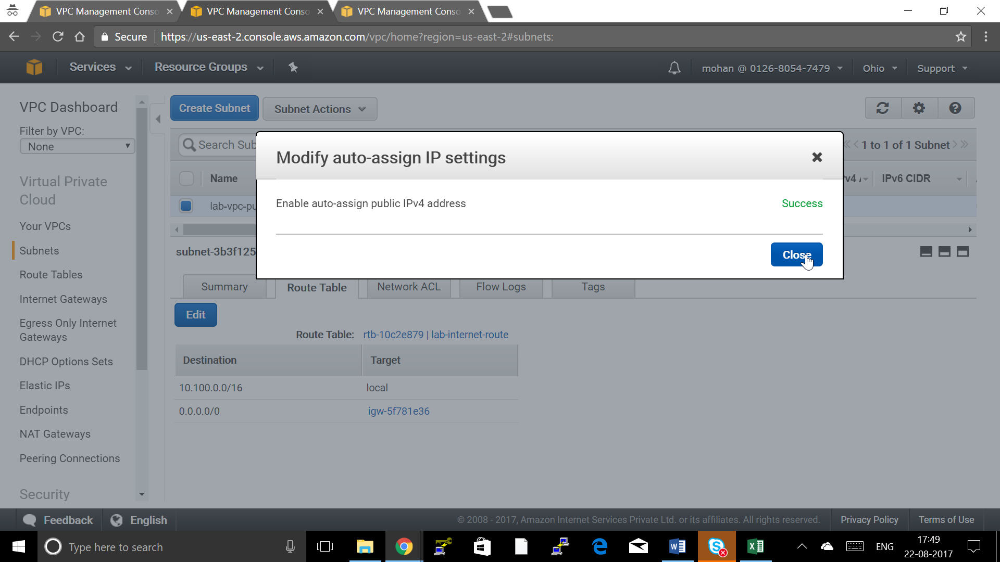 VPC Management Conso
VPC Management Conso
VPC Management Conso
Secure
https://us-east-2.console.aws.amazon.com/vpc/home?region=us-east-2#subnets:
Services
Resource Groups
mohan @ 0126-8054-7479
Ohio
Support
VPC Dashboard
Filter by VPC:
None
Virtual Private
Cloud
Your VPCs
Subnets
Route Tables
Internet Gateways
Egress Only Internet
Gateways
DHCP Options Sets
Elastic IPs
Endpoints
NAT Gateways
Peering Connections
Security
Create Subnet
Subnet Actions
Search Sub
1 to 1 of 1 Subnet
Name
IPv6 CIDR
lab-vpc-pu
Modify auto-assign IP settings
Enable auto-assign public IPv4 address
Success
Close
subnet-3b3f125
Summary
Route Table
Network ACL
Flow Logs
Tags
Edit
Route Table: rtb-10c2e879 | lab-internet-route
Destination
Target
10.100.0.0/16
local
0.0.0.0/0
igw-5f781e36
Feedback
English
© 2008 - 2017, Amazon Internet Services Private Ltd. or its affiliates. All rights reserved.
Privacy Policy
Terms of Use
Type here to search
ENG
17:49
22-08-2017